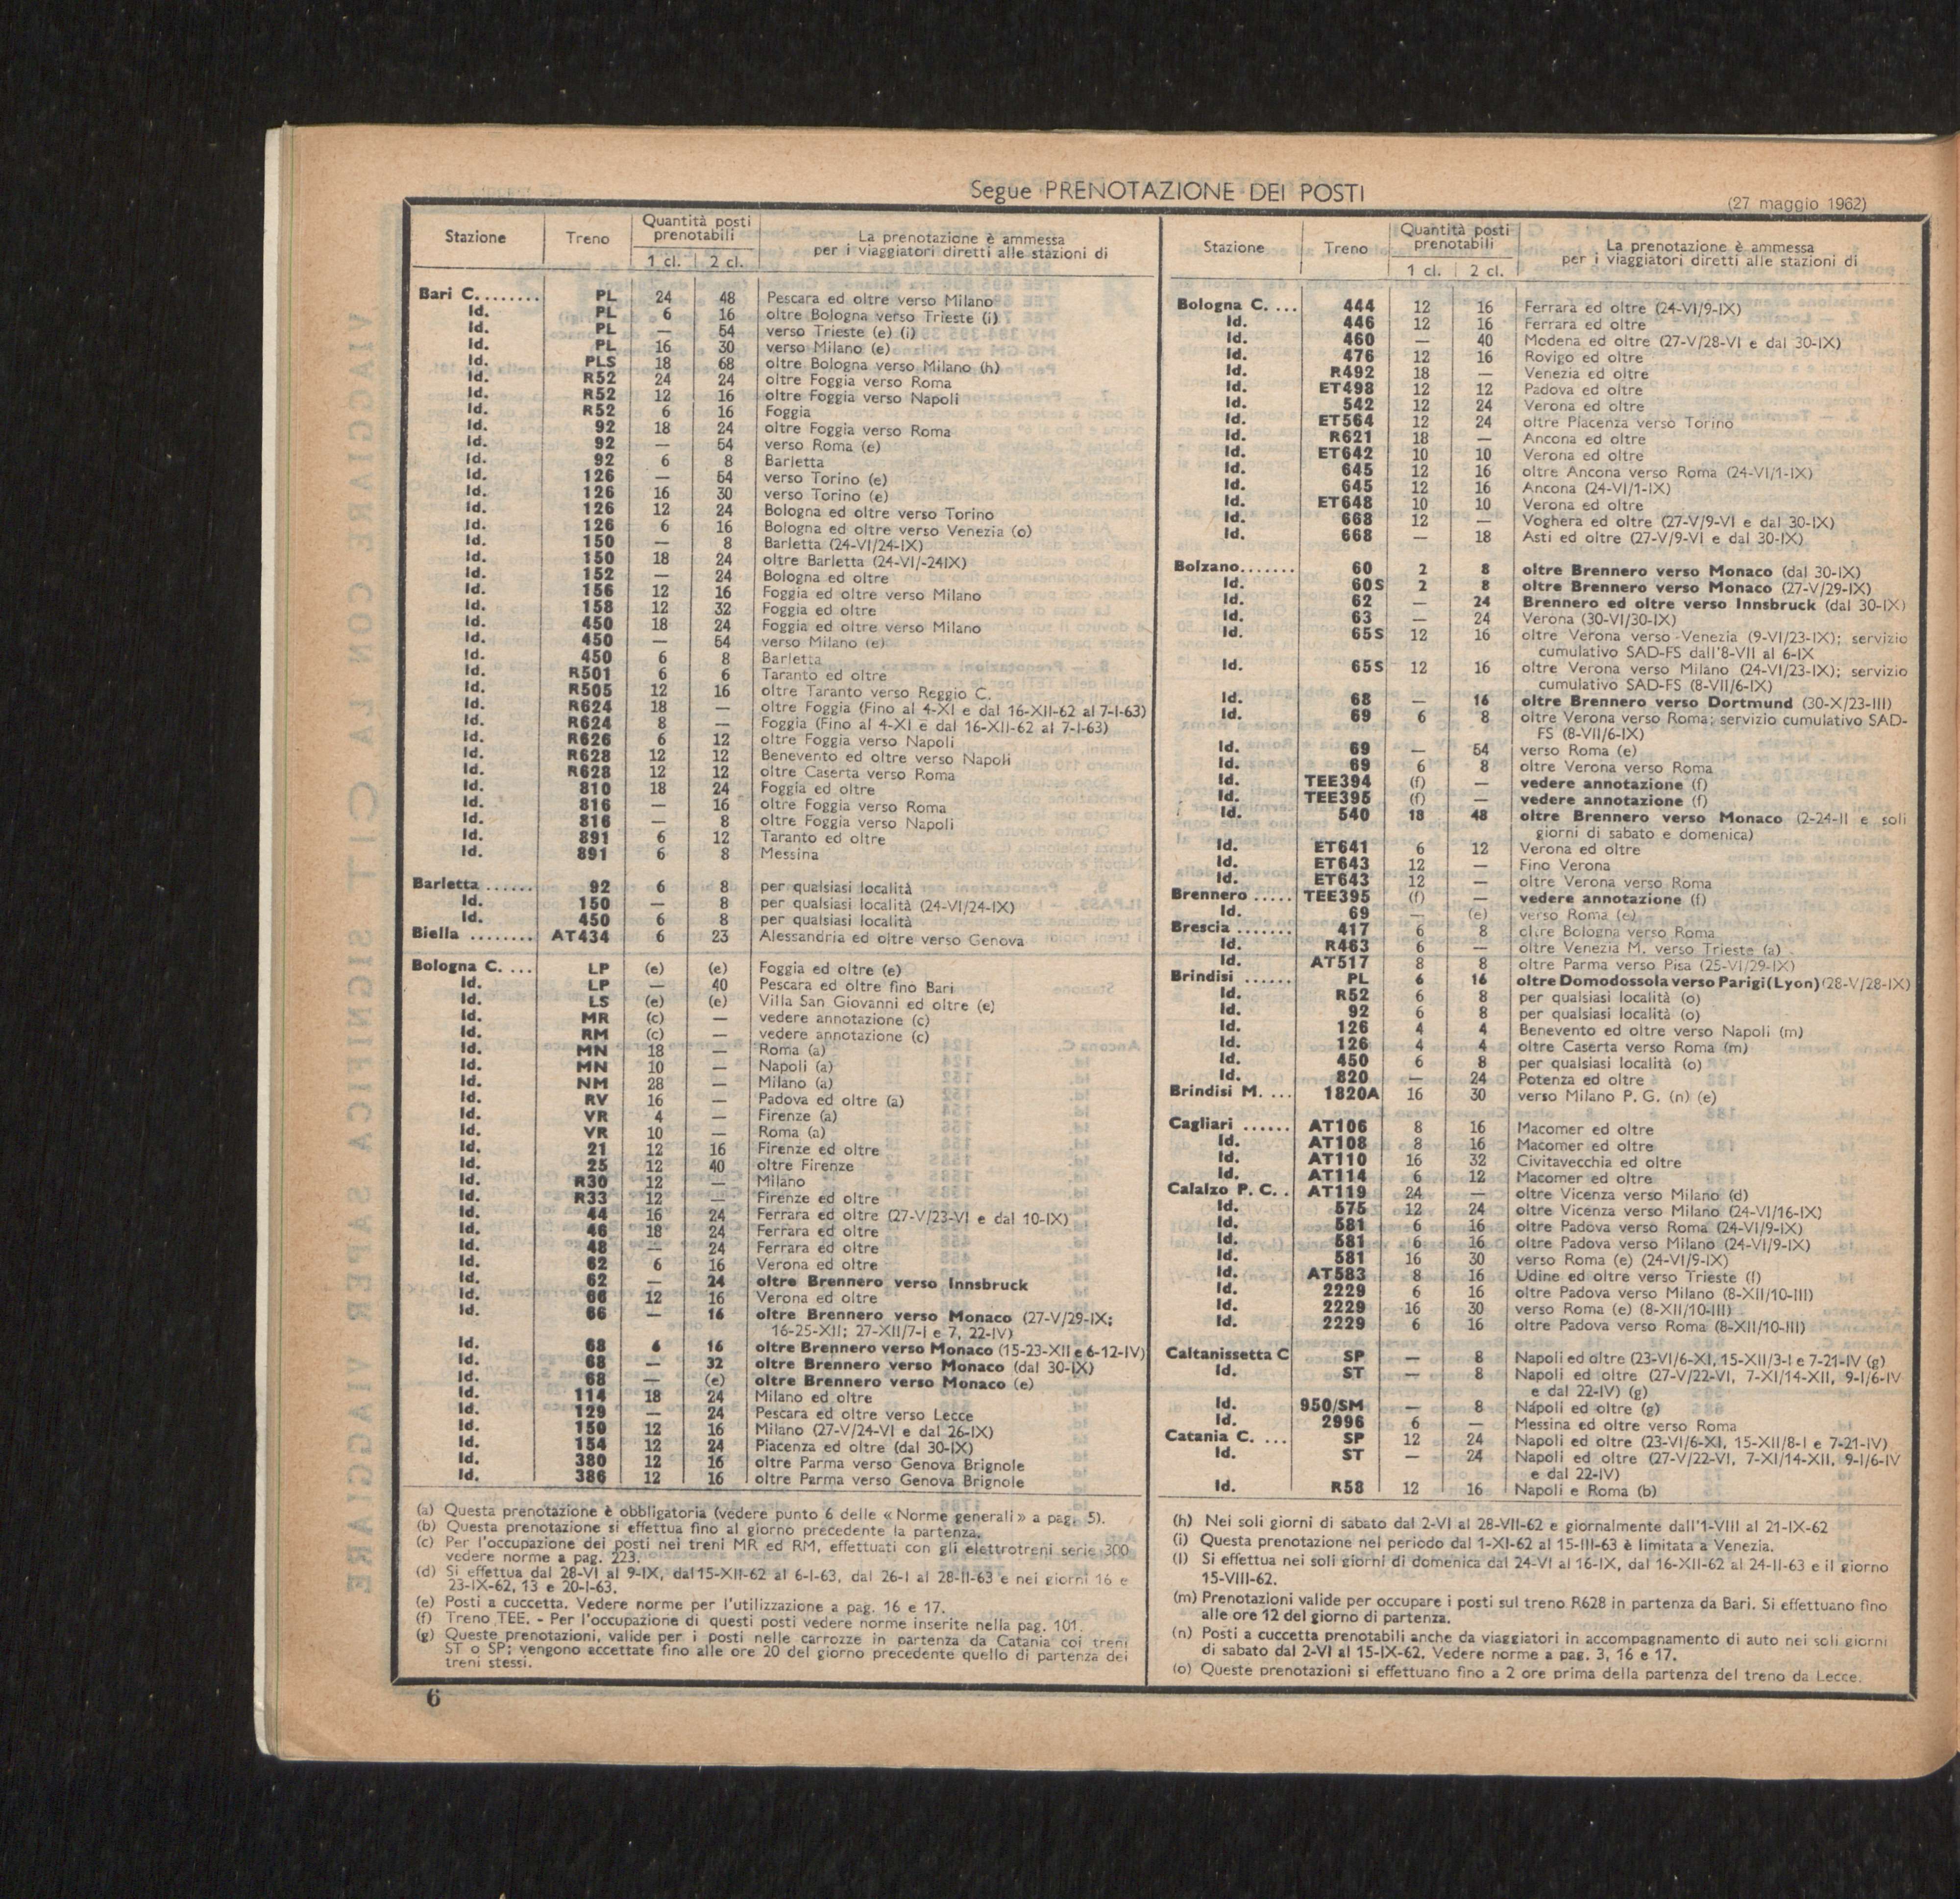 Segue PRENOTAZIONE DEI POSTI
(27 maggio 1962)
Stazione Treno Quantità posti prenotabili 1 cl. 2 cl. La prenotazione è ammessa per i viaggiatori diretti alle stazioni di
Bari C. ........ PL 24 48 Pescara ed oltre verso Milano
Id. PL 6 16 oltre Bologna verso Trieste (i)
Id. PL — 54 verso Trieste (e) (i)
Id. PL 16 30 verso Milano (e)
Id. PLS 18 68 oltre Bologna verso Milano (h)
Id. R52 24 24 oltre Foggia verso Roma
Id. R52 12 16 oltre Foggia verso Napoli
Id. R52 6 16 Foggia
Id. 92 18 24 oltre Foggia verso Roma
Id. 92 — 54 verso Roma (e)
Id. 92 6 8 Barletta
Id. 126 — 54 verso Torino (e)
Id. 126 16 30 verso Torino (e)
Id. 126 12 24 Bologna ed oltre verso Torino
Id. 126 6 16 Bologna ed oltre verso Venezia (o)
Id. 150 — 8 Barletta (24-VI/24-IX)
Id. 150 18 24 oltre Barletta (24-VI/-24IX)
Id. 152 — 24 Bologna ed oltre
Id. 156 12 16 Foggia ed oltre verso Milano
Id. 158 12 32 Foggia ed oltre
Id. 450 18 24 Foggia ed oltre verso Milano
Id. 450 — 54 verso Milano (e)
Id. 450 6 8 Barletta
Id. R501 6 6 Taranto ed oltre
Id. R505 12 16 oltre Taranto verso Reggio C.
Id. R624 18 — oltre Foggia (Fino al 4-XI e dal 16-XII-62 al 7-I-63)
Id. R624 8 — Foggia (Fino al 4-XI e dal 16-XII-62 al 7-I-63)
Id. R626 6 12 oltre Foggia verso Napoli
Id. R628 12 12 Benevento ed oltre verso Napoli
Id. R628 12 12 oltre Caserta verso Roma
Id. 810 18 24 Foggia ed oltre
Id. 816 — 16 oltre Foggia verso Roma
Id. 816 — 8 oltre Foggia verso Napoli
Id. 891 6 12 Taranto ed oltre
Id. 891 6 8 Messina
Barletta ...... 92 6 8 per qualsiasi località
Id. 150 — 8 per qualsiasi località (24-VI/24-IX)
Id. 450 6 8 per qualsiasi località
Biella ........ AT434 6 23 Alessandria ed oltre verso Genova
Bologna C. ... LP (e) (e) Foggia ed oltre (e)
Id. LP — 40 Pescara ed oltre fino Bari
Id. LS (e) (e) Villa San Giovanni ed oltre (e)
Id. MR (c) — vedere annotazione (c)
Id. RM (c) — vedere annotazione (c)
Id. MN 18 — Roma (a)
Id. MN 10 — Napoli (a)
Id. NM 28 — Milano (a)
Id. RV 16 — Padova ed oltre (a)
Id. VR 4 — Firenze (a)
Id. VR 10 — Roma (a)
Id. 21 12 16 Firenze ed oltre
Id. 25 12 40 oltre Firenze
Id. R30 12 — Milano
Id. R33 12 — Firenze ed oltre
Id. 44 16 24 Ferrara ed oltre (27-V/23-VI e dal 10-IX)
Id. 46 18 24 Ferrara ed oltre
Id. 48 — 24 Ferrara ed oltre
Id. 62 6 16 Verona ed oltre
Id. 62 — 24 oltre Brennero verso Innsbruck
Id. 66 12 16 Verona ed oltre
Id. 66 — 16 oltre Brennero verso Monaco (27-V/29-IX;
16-25-XII; 27-XII/7-I e 7, 22-IV)
Id. 68 6 16 oltre Brennero verso Monaco (15-23-XII e 6-12-IV)
Id. 68 — 32 oltre Brennero verso Monaco (dal 30-IX)
Id. 68 — (e) oltre Brennero verso Monaco (e)
Id. 114 18 24 Milano ed oltre
Id. 129 — 24 Pescara ed oltre verso Lecce
Id. 150 12 16 Milano (27-V/24-VI e dal 26-IX)
Id. 154 12 24 Piacenza ed oltre (dal 30-IX)
Id. 380 12 16 oltre Parma verso Genova Brignole
Id. 386 12 16 oltre Parma verso Genova Brignole
(a) Questa prenotazione è obbligatoria (vedere punto 6 delle « Norme generali » a pag. 5).
(b) Questa prenotazione si effettua fino al giorno precedente la partenza.
(c) Per l'occupazione dei posti nei treni MR ed RM, effettuati con gli elettrotreni serie 300
vedere norme a pag. 223.
(d) Si effettua dal 28-VI al 9-IX, dal 15-XII-62 al 6-I-63, dal 26-I al 28-II-63 e nei giorni 16 e
23-IX-62, 13 e 20-I-63.
(e) Posti a cuccetta. Vedere norme per l'utilizzazione a pag. 16 e 17.
(f) Treno TEE. - Per l'occupazione di questi posti vedere norme inserite nella pag. 101.
(g) Queste prenotazioni, valide per i posti nelle carrozze in partenza da Catania coi treni
ST o SP; vengono accettate fino alle ore 20 del giorno precedente quello di partenza dei
treni stessi.
6
Stazione Treno Quantità posti prenotabili 1 cl. 2 cl. La prenotazione è ammessa per i viaggiatori diretti alle stazioni di
Bologna C. ... 444 12 16 Ferrara ed oltre (24-VI/9-IX)
Id. 446 12 16 Ferrara ed oltre
Id. 460 — 40 Modena ed oltre (27-V/28-VI e dal 30-IX)
Id. 476 12 16 Rovigo ed oltre
Id. R492 18 — Venezia ed oltre
Id. ET498 12 12 Padova ed oltre
Id. 542 12 24 Verona ed oltre
Id. ET564 12 24 oltre Piacenza verso Torino
Id. R621 18 — Ancona ed oltre
Id. ET642 10 10 Verona ed oltre
Id. 645 12 16 oltre Ancona verso Roma (24-VI/1-IX)
Id. 645 12 16 Ancona (24-VI/1-IX)
Id. ET648 10 10 Verona ed oltre
Id. 668 12 — Voghera ed oltre (27-V/9-VI e dal 30-IX)
Id. 668 — 18 Asti ed oltre (27-V/9-VI e dal 30-IX)
Bolzano....... 60 2 8 oltre Brennero verso Monaco (dal 30-IX)
Id. 60S 2 8 oltre Brennero verso Monaco (27-V/29-IX)
Id. 62 — 24 Brennero ed oltre verso Innsbruck (dal 30-IX)
Id. 63 — 24 Verona (30-VI/30-IX)
Id. 65S 12 16 oltre Verona verso Venezia (9-VI/23-IX); servizio
cumulativo SAD-FS dall'8-VII al 6-IX
Id. 65S 12 16 oltre Verona verso Milano (24-VI/23-IX); servizio
cumulativo SAD-FS (8-VII/6-IX)
Id. 68 — 16 oltre Brennero verso Dortmund (30-X/23-III)
Id. 69 6 8 oltre Verona verso Roma; servizio cumulativo SAD-
FS (8-VII/6-IX)
Id. 69 — 54 verso Roma (e)
Id. 69 6 8 oltre Verona verso Roma
Id. TEE394 (f) — vedere annotazione (f)
Id. TEE395 (f) — vedere annotazione (f)
Id. 540 18 48 oltre Brennero verso Monaco (2-24-II e soli
giorni di sabato e domenica)
Id. ET641 6 12 Verona ed oltre
Id. ET643 12 — Fino Verona
Id. ET643 12 — oltre Verona verso Roma
Brennero ..... TEE395 (f) — vedere annotazione (f)
Id. 69 — (e) verso Roma (e)
Brescia ....... 417 6 8 oltre Bologna verso Roma
Id. R463 6 — oltre Venezia M. verso Trieste (a)
Id. AT517 8 8 oltre Parma verso Pisa (25-VI/29-IX)
Brindisi ...... PL 6 16 oltre Domodossola verso Parigi (Lyon) (28-V/28-IX)
Id. R52 6 8 per qualsiasi località (o)
Id. 92 6 8 per qualsiasi località (o)
Id. 126 4 4 Benevento ed oltre verso Napoli (m)
Id. 126 4 4 oltre Caserta verso Roma (m)
Id. 450 6 8 per qualsiasi località (o)
Id. 820 — 24 Potenza ed oltre
Brindisi M. ... 1820A 16 30 verso Milano P. G. (n) (e)
Cagliari ...... AT106 8 16 Macomer ed oltre
Id. AT108 8 16 Macomer ed oltre
Id. AT110 16 32 Civitavecchia ed oltre
Id. AT114 6 12 Macomer ed oltre
Calalzo P. C. . AT119 24 — oltre Vicenza verso Milano (d)
Id. 575 12 24 oltre Vicenza verso Milano (24-VI/16-IX)
Id. 581 6 16 oltre Padova verso Roma (24-VI/9-IX)
Id. 581 6 16 oltre Padova verso Milano (24-VI/9-IX)
Id. 581 16 30 verso Roma (e) (24-VI/9-IX)
Id. AT583 8 16 Udine ed oltre verso Trieste (l)
Id. 2229 6 16 oltre Padova verso Milano (8-XII/10-III)
Id. 2229 16 30 verso Roma (e) (8-XII/10-III)
Id. 2229 6 16 oltre Padova verso Roma (8-XII/10-III)
Caltanissetta C SP — 8 Napoli ed oltre (23-VI/6-XI, 15-XII/3-I e 7-21-IV (g)
Id. ST — 8 Napoli ed oltre (27-V/22-VI, 7-XI/14-XII, 9-I/6-IV
e dal 22-IV) (g)
Id. 950/SM — 8 Nápoli ed oltre (g)
Id. 2996 6 — Messina ed oltre verso Roma
Catania C. ... SP 12 24 Napoli ed oltre (23-VI/6-XI, 15-XII/8-I e 7-21-IV)
Id. ST — 24 Napoli ed oltre (27-V/22-VI, 7-XI/14-XII, 9-I/6-IV
e dal 22-IV)
Id. R58 12 16 Napoli e Roma (b)
(h) Nei soli giorni di sabato dal 2-VI al 28-VII-62 e giornalmente dall'1-VIII al 21-IX-62
(i) Questa prenotazione nel periodo dal 1-XI-62 al 15-III-63 è limitata a Venezia.
(l) Si effettua nei soli giorni di domenica dal 24-VI al 16-IX, dal 16-XII-62 al 24-II-63 e il giorno
15-VIII-62.
(m) Prenotazioni valide per occupare i posti sul treno R628 in partenza da Bari. Si effettuano fino
alle ore 12 del giorno di partenza.
(n) Posti a cuccetta prenotabili anche da viaggiatori in accompagnamento di auto nei soli giorni
di sabato dal 2-VI al 15-IX-62. Vedere norme a pag. 3, 16 e 17.
(o) Queste prenotazioni si effettuano fino a 2 ore prima della partenza del treno da Lecce.